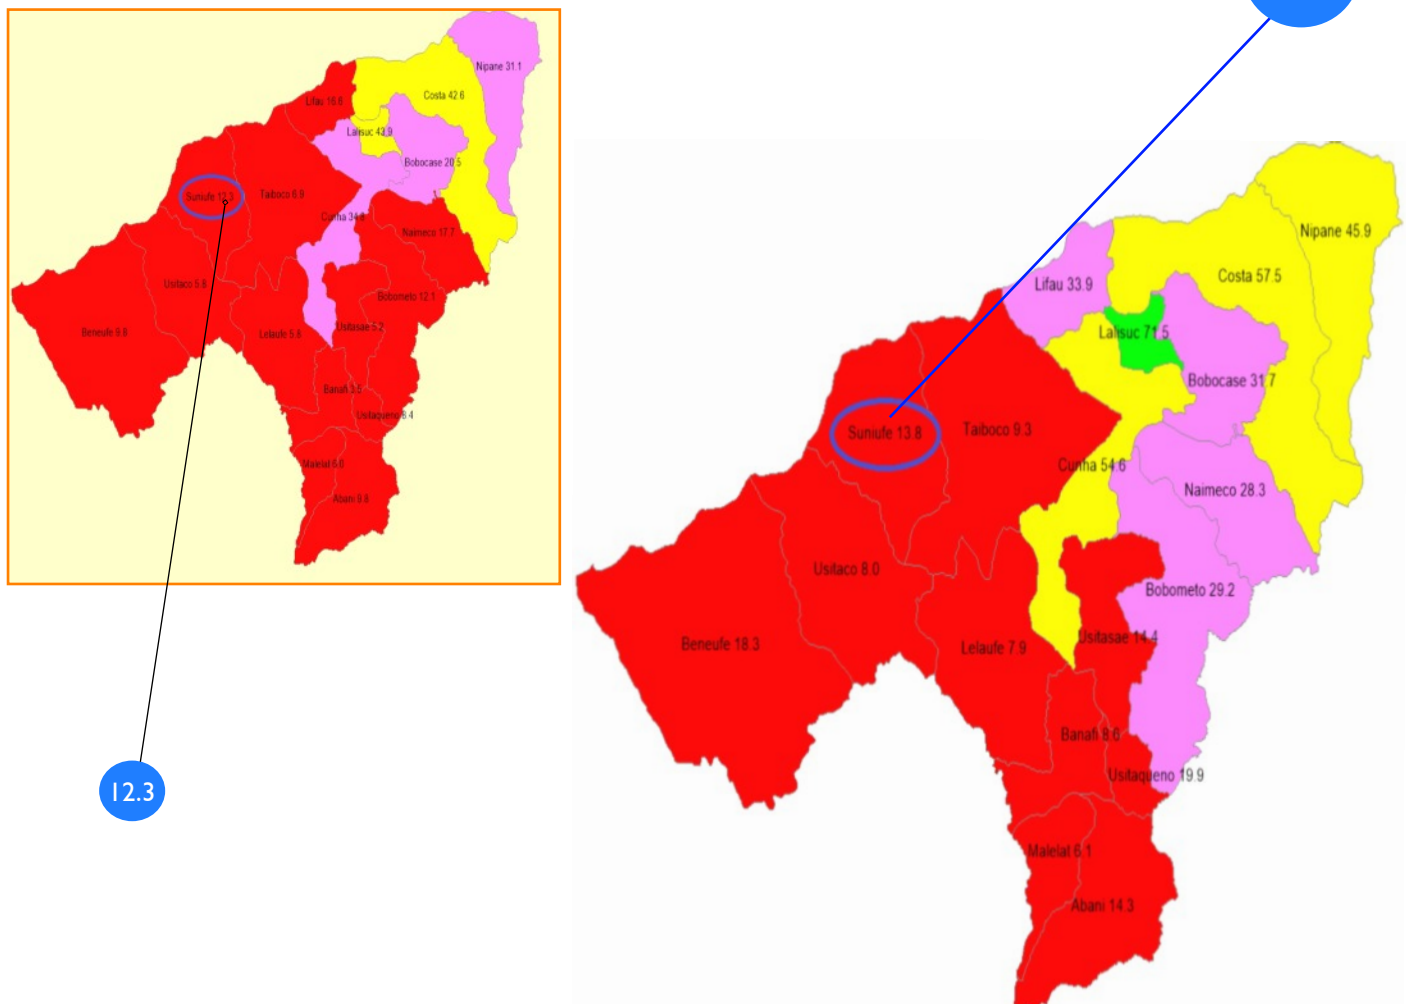 Nipane 31.1
Costa 42.6
Lifau 16.6
Lalisuc 43.9
Bobocase 20.5
Suniufe 12.3
Taiboco 6.9
Cunha 34.8
Naimeco 17.7
Usitaco 5.8
Bobometo 12.1
Beneufe 9.8
Lelaufe 5.8
Usitasae 5.2
Banafi 3.5
Usitaqueno 8.4
Malelat 6.0
Abani 9.8
12.3
Nipane 45.9
Costa 57.5
Lifau 33.9
Lalisuc 71.5
Bobocase 31.7
Suniufe 13.8
Taiboco 9.3
Cunha 54.6
Naimeco 28.3
Usitaco 8.0
Bobometo 29.2
Beneufe 18.3
Lelaufe 7.9
Usitasae 14.4
Banafi 8.6
Usitaqueno 19.9
Malelat 6.1
Abani 14.3